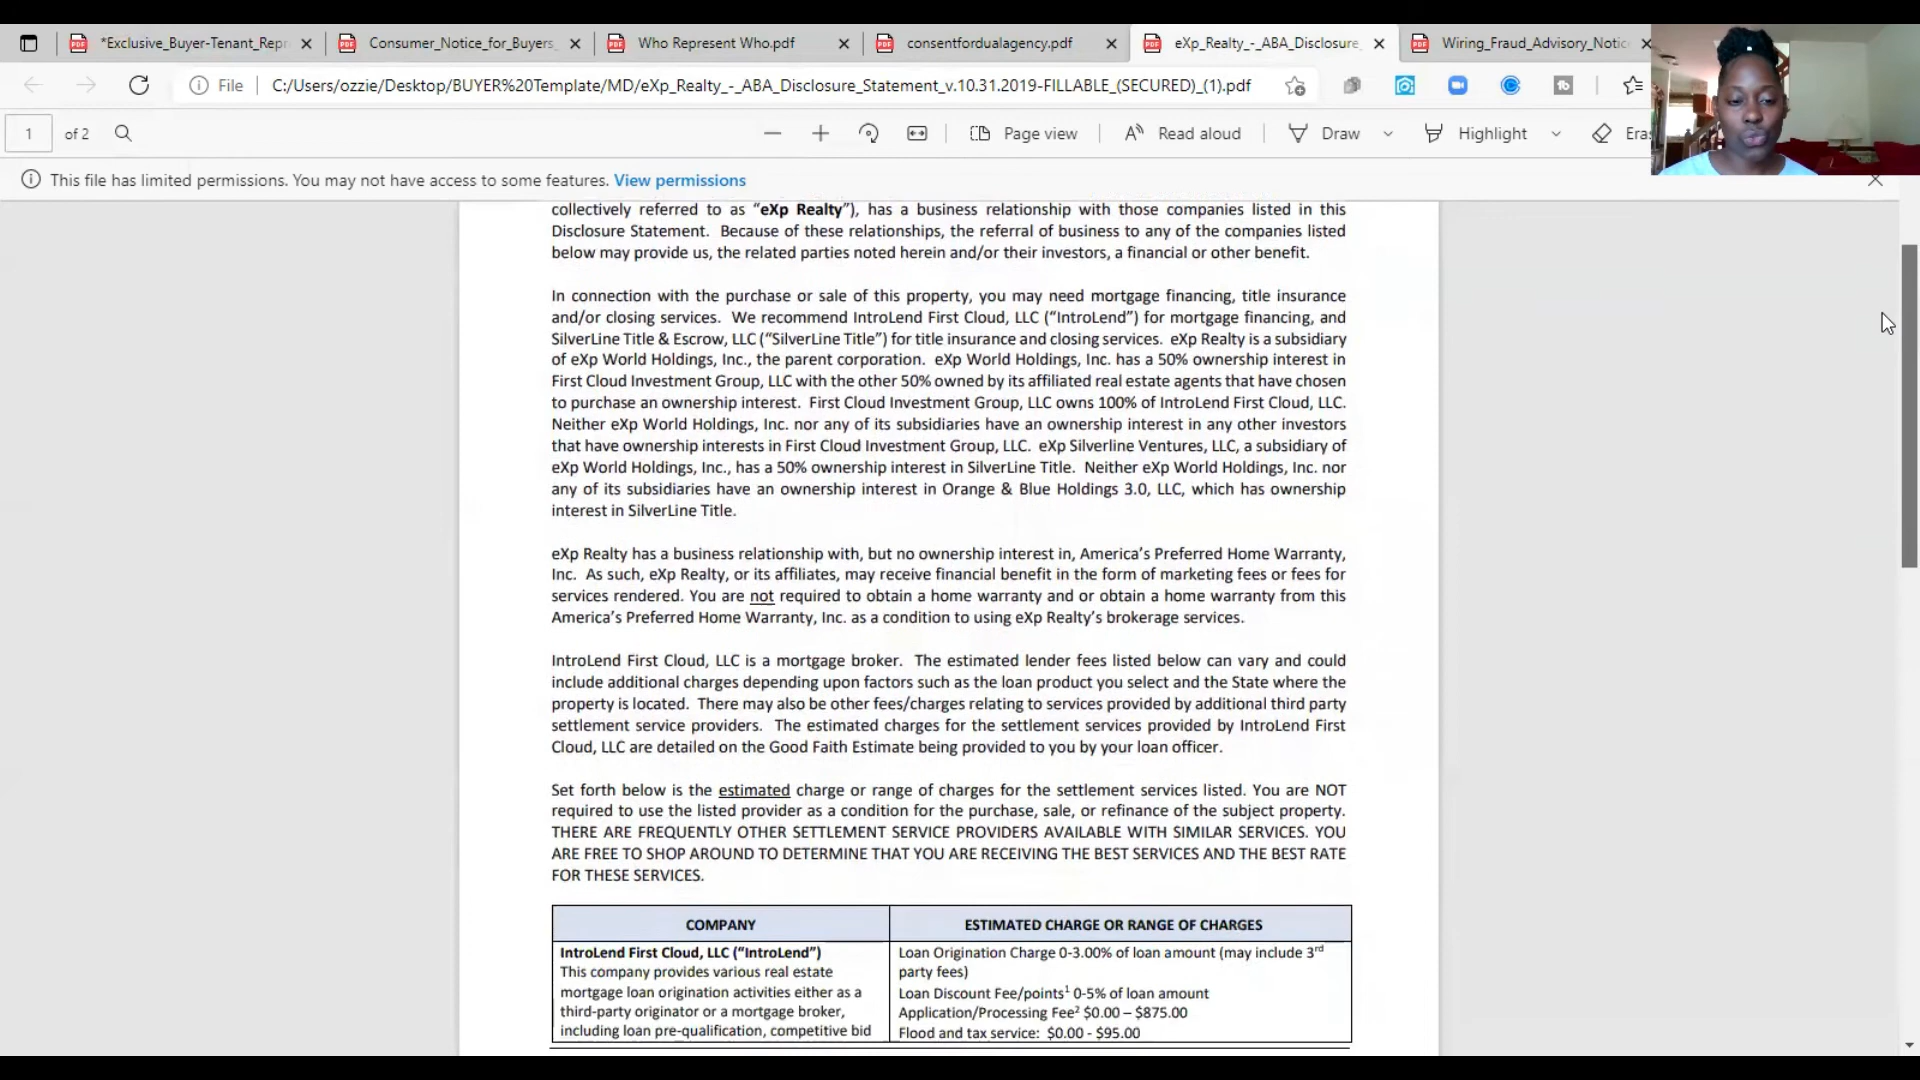 *Exclusive_Buyer-Tenant_Repr
Consumer_Notice_for_Buyers_
Who Represent Who.pdf
consentfordualagency.pdf
eXp_Realty_-_ABA_Disclosure_
Wiring_Fraud_Advisory_Notic
File
C:/Users/ozzie/Desktop/BUYER%20Template/MD/eXp_Realty_-_ABA_Disclosure_Statement_v.10.31.2019-FILLABLE_(SECURED)_(1).pdf
1 of 2
Page view
Read aloud
Draw
Highlight
Eras
This file has limited permissions. You may not have access to some features. View permissions
collectively referred to as “eXp Realty”), has a business relationship with those companies listed in this
Disclosure Statement. Because of these relationships, the referral of business to any of the companies listed
below may provide us, the related parties noted herein and/or their investors, a financial or other benefit.
In connection with the purchase or sale of this property, you may need mortgage financing, title insurance
and/or closing services. We recommend IntroLend First Cloud, LLC (“IntroLend”) for mortgage financing, and
SilverLine Title & Escrow, LLC (“SilverLine Title”) for title insurance and closing services. eXp Realty is a subsidiary
of eXp World Holdings, Inc., the parent corporation. eXp World Holdings, Inc. has a 50% ownership interest in
First Cloud Investment Group, LLC with the other 50% owned by its affiliated real estate agents that have chosen
to purchase an ownership interest. First Cloud Investment Group, LLC owns 100% of IntroLend First Cloud, LLC.
Neither eXp World Holdings, Inc. nor any of its subsidiaries have an ownership interest in any other investors
that have ownership interests in First Cloud Investment Group, LLC. eXp Silverline Ventures, LLC, a subsidiary of
eXp World Holdings, Inc., has a 50% ownership interest in SilverLine Title. Neither eXp World Holdings, Inc. nor
any of its subsidiaries have an ownership interest in Orange & Blue Holdings 3.0, LLC, which has ownership
interest in SilverLine Title.
eXp Realty has a business relationship with, but no ownership interest in, America’s Preferred Home Warranty,
Inc. As such, eXp Realty, or its affiliates, may receive financial benefit in the form of marketing fees or fees for
services rendered. You are not required to obtain a home warranty and or obtain a home warranty from this
America’s Preferred Home Warranty, Inc. as a condition to using eXp Realty’s brokerage services.
IntroLend First Cloud, LLC is a mortgage broker. The estimated lender fees listed below can vary and could
include additional charges depending upon factors such as the loan product you select and the State where the
property is located. There may also be other fees/charges relating to services provided by additional third party
settlement service providers. The estimated charges for the settlement services provided by IntroLend First
Cloud, LLC are detailed on the Good Faith Estimate being provided to you by your loan officer.
Set forth below is the estimated charge or range of charges for the settlement services listed. You are NOT
required to use the listed provider as a condition for the purchase, sale, or refinance of the subject property.
THERE ARE FREQUENTLY OTHER SETTLEMENT SERVICE PROVIDERS AVAILABLE WITH SIMILAR SERVICES. YOU
ARE FREE TO SHOP AROUND TO DETERMINE THAT YOU ARE RECEIVING THE BEST SERVICES AND THE BEST RATE
FOR THESE SERVICES.
COMPANY
ESTIMATED CHARGE OR RANGE OF CHARGES
IntroLend First Cloud, LLC (“IntroLend”)
This company provides various real estate
mortgage loan origination activities either as a
third-party originator or a mortgage broker,
including loan pre-qualification, competitive bid
Loan Origination Charge 0-3.00% of loan amount (may include 3rd
party fees)
Loan Discount Fee/points1 0-5% of loan amount
Application/Processing Fee2 $0.00 – $875.00
Flood and tax service: $0.00 - $95.00